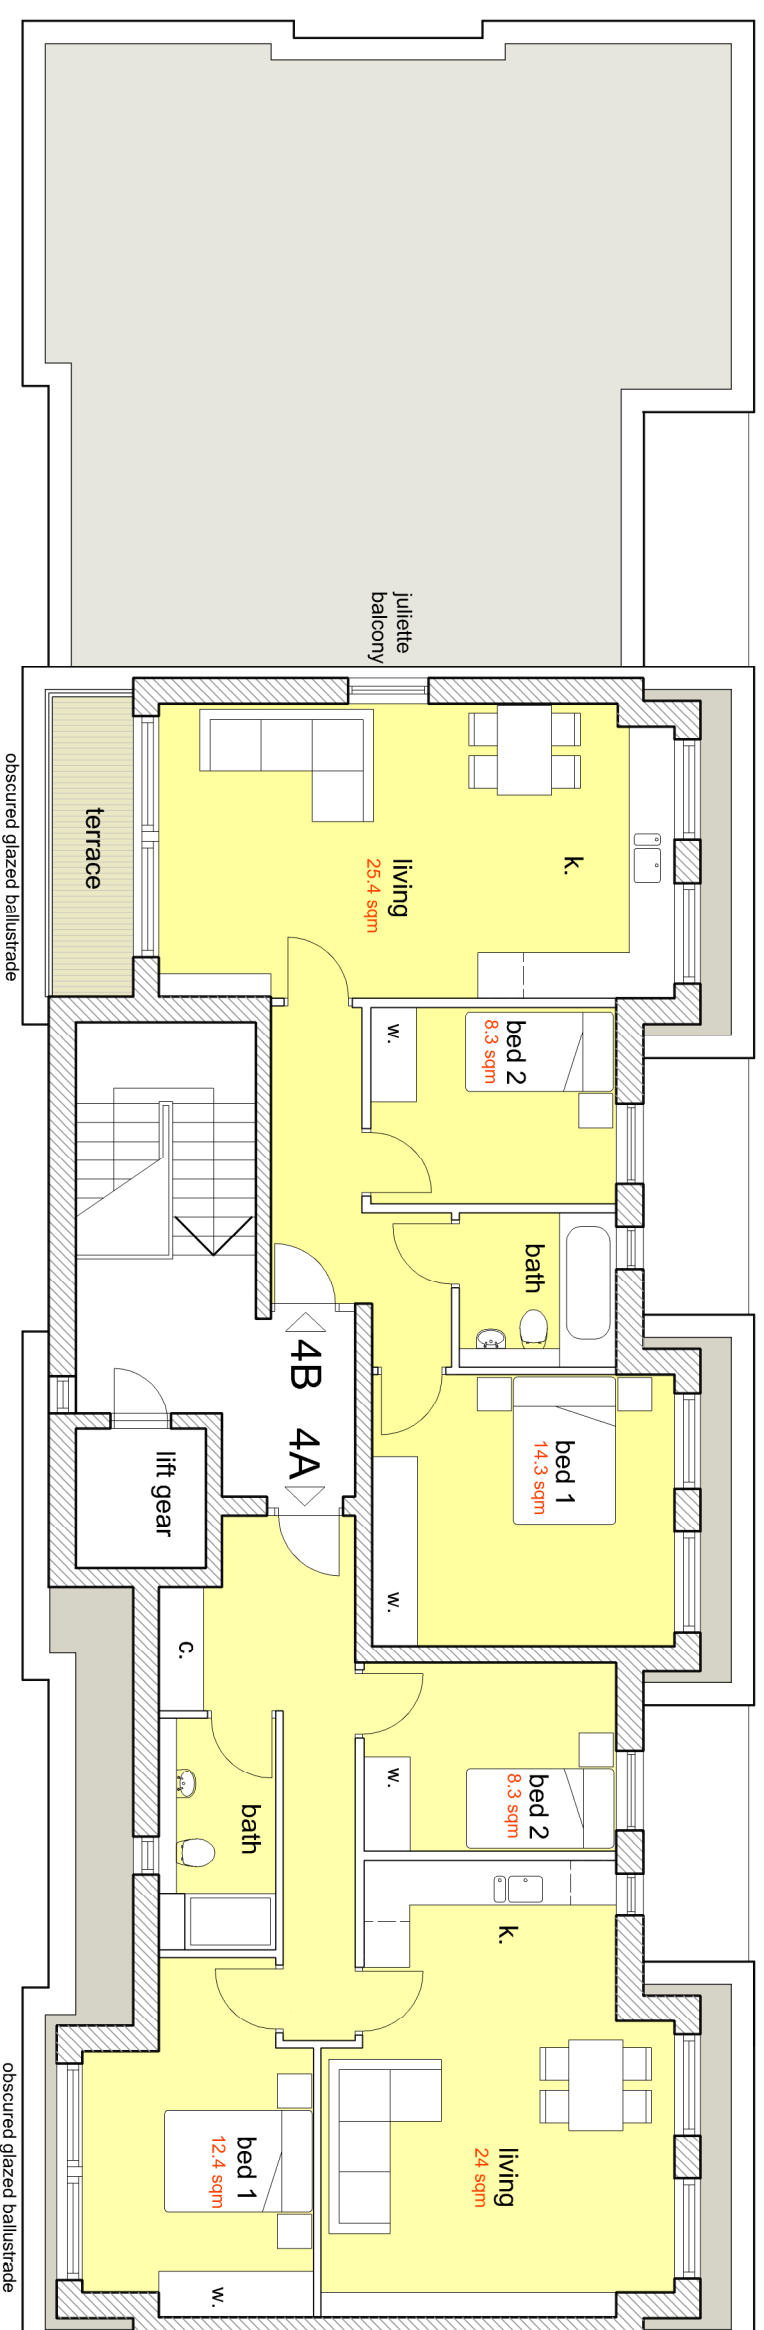 juliette
balcony
terrace
obscured glazed ballustrade
living
25.4 sqm
k.
w.
bed 2
8.3 sqm
bath
4B
4A
bed 1
14.3 sqm
w.
lift gear
c.
bath
w.
bed 2
8.3 sqm
k.
living
24 sqm
bed 1
12.4 sqm
w.
obscured glazed ballustrade